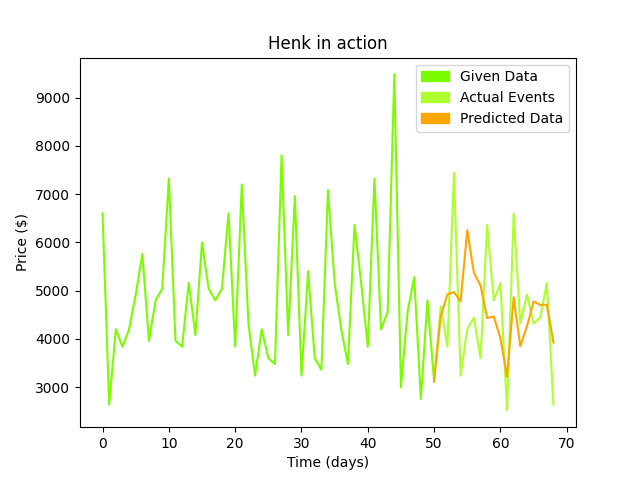 Henk in action
Given Data
Actual Events
Predicted Data
Price ($)
9000
8000
7000
6000
5000
4000
3000
0 10 20 30 40 50 60 70
Time (days)